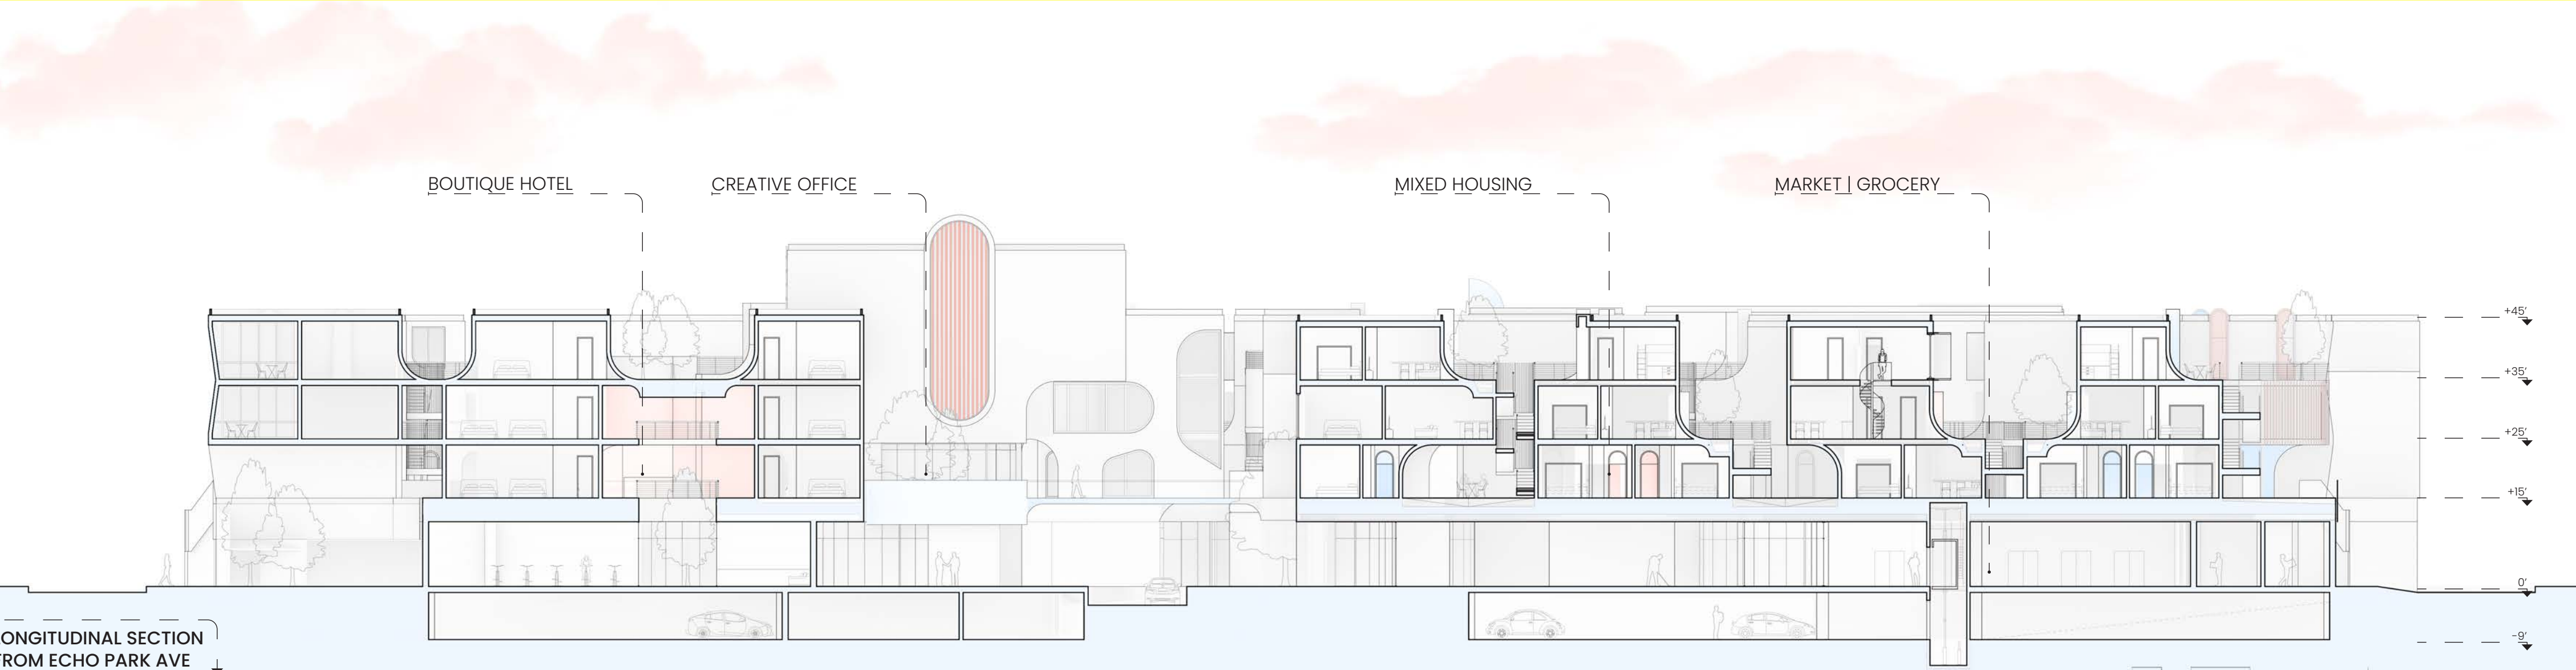 BOUTIQUE HOTEL
CREATIVE OFFICE
MIXED HOUSING
MARKET | GROCERY
+45'
+35'
+25'
+15'
0'
-9'
ONGITUDINAL SECTION
FROM ECHO PARK AVE